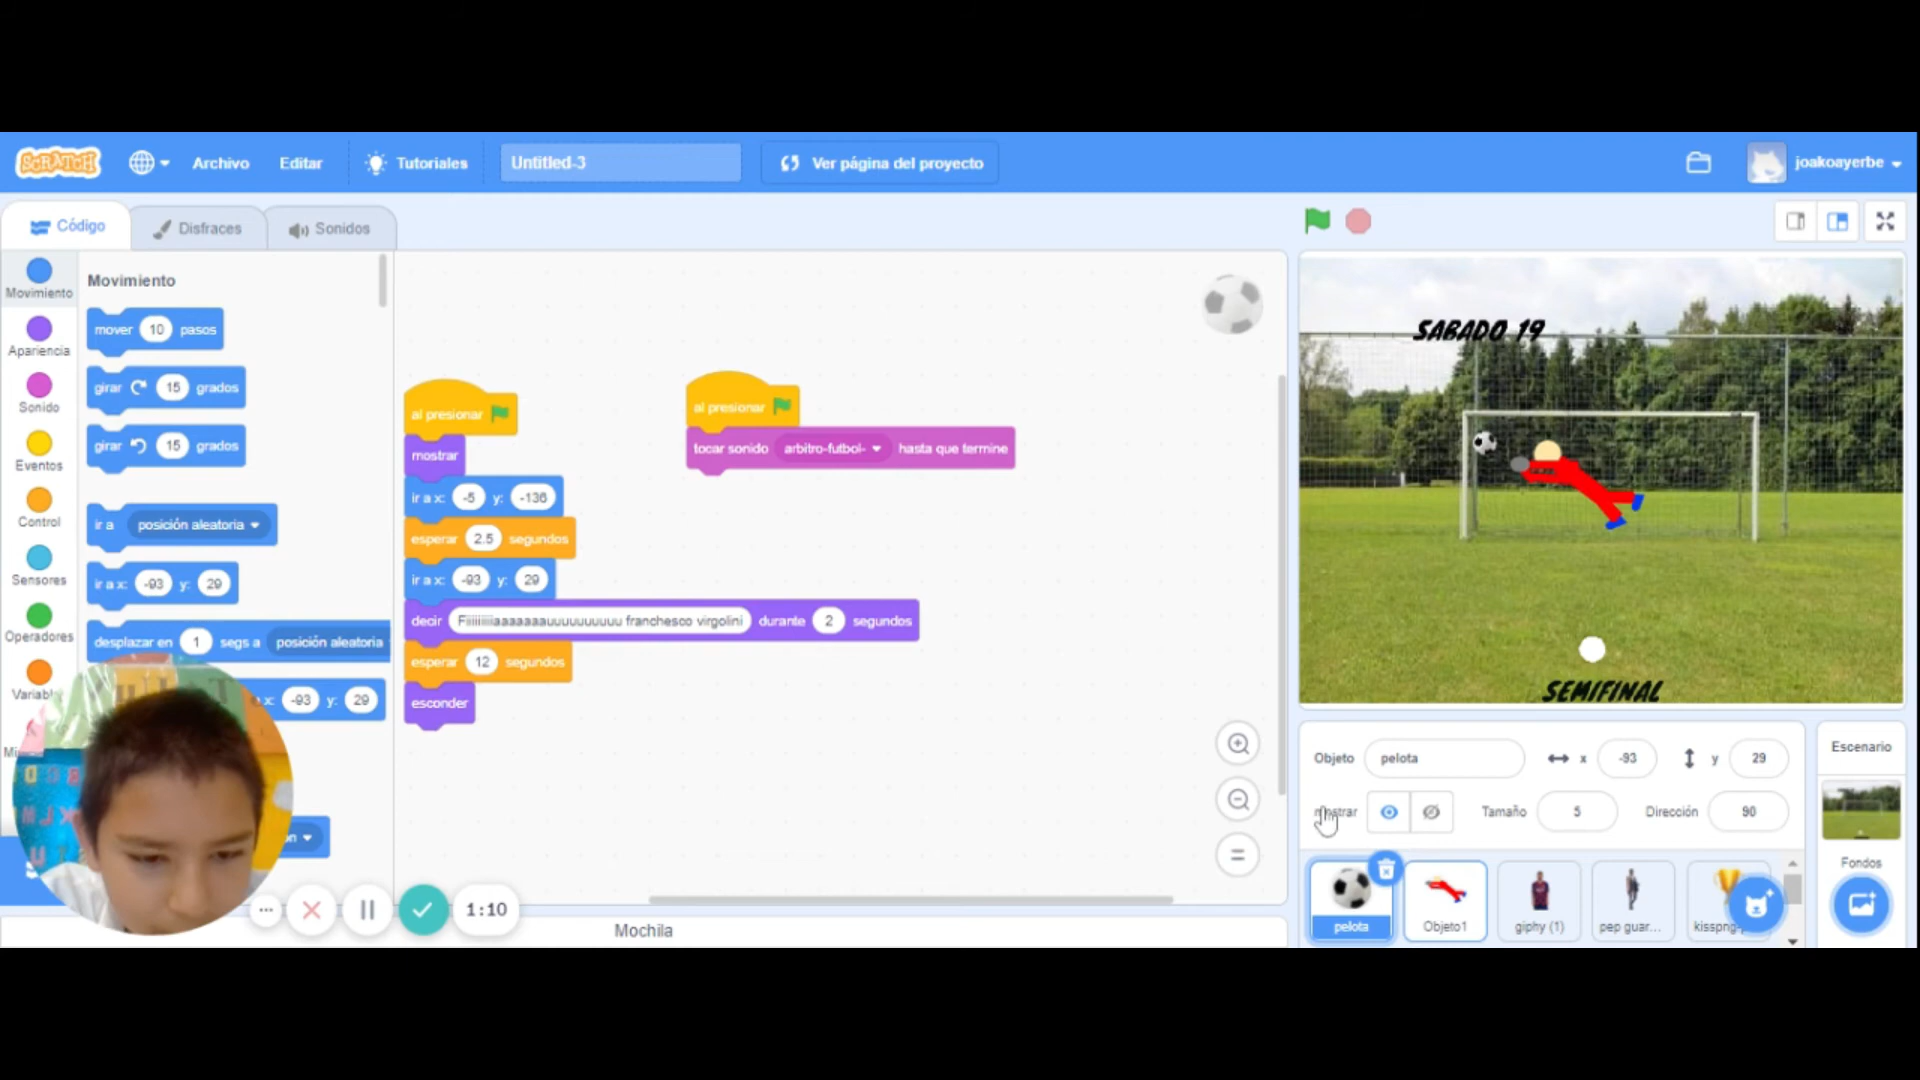 SCRATCH
Archivo
Editar
Tutoriales
Untitled-3
Ver página del proyecto
joakoayerbe
Código
Disfraces
Sonidos
Movimiento
Apariencia
Sonido
Eventos
Control
Sensores
Operadores
Movimiento
mover 10 pasos
girar 15 grados
girar 15 grados
ir a posición aleatoria
ir a x: -93 y: 29
desplazar en 1 segs a posición aleatoria
x: -93 y: 29
al presionar
mostrar
ir a x: -5 y: -136
esperar 2.5 segundos
ir a x: -93 y: 29
durante 2 segundos
decir
franchesco virgolini
esperar 12 segundos
esconder
al presionar
tocar sonido arbitro-futbol- hasta que termine
1:10
Mochila
SABADO 19
SEMIFINAL
Objeto pelota x -93 y 29
Tamaño 5 Dirección 90
pelota
Objeto1
giphy (1)
pep guar...
Escenario
Fondos